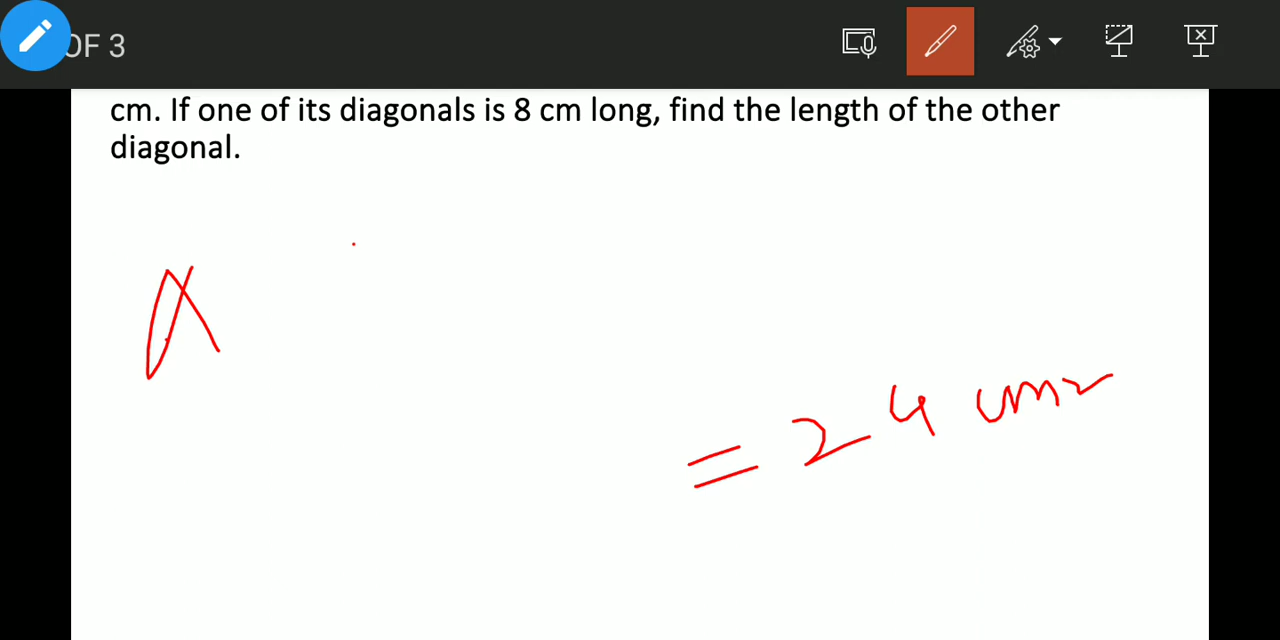 OF 3
cm. If one of its diagonals is 8 cm long, find the length of the other
diagonal.
= 24 cm²